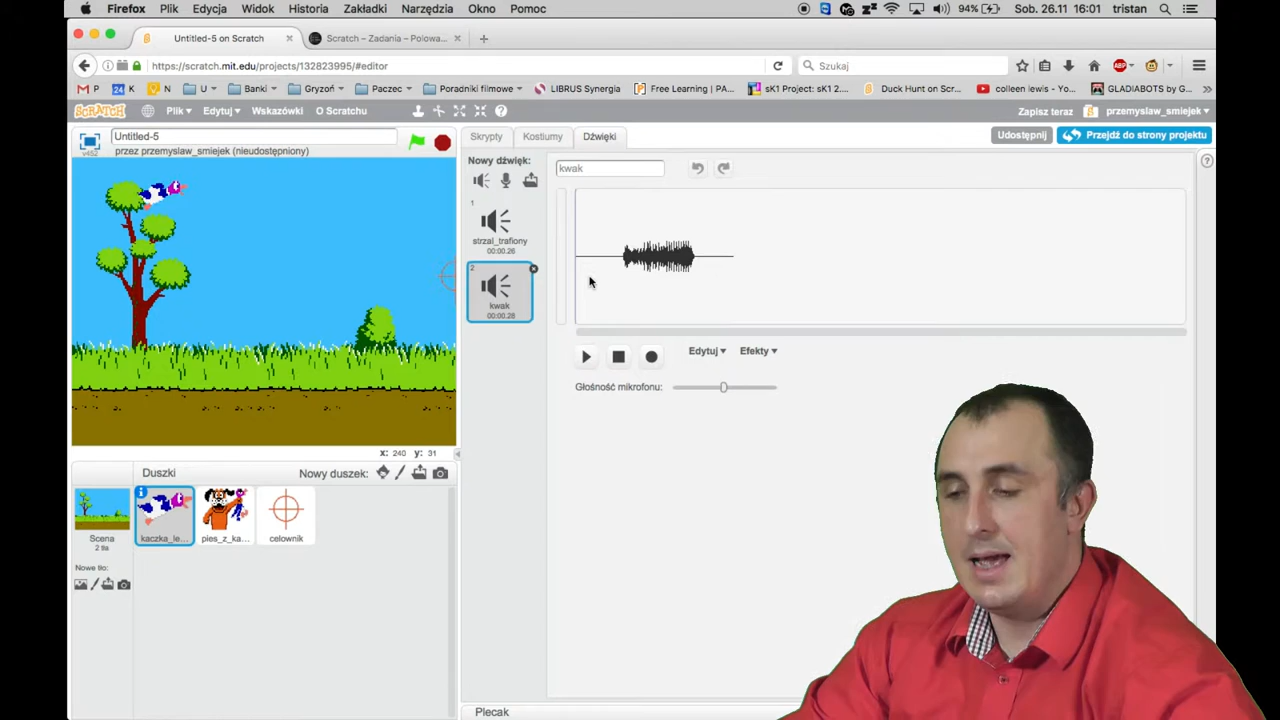 Firefox Plik Edycja Widok Historia Zakładki Narzędzia Okno Pomoc 94% Sob. 26.11 16:01 tristan
Untitled-5 on Scratch Scratch – Zadania – Polowa...
https://scratch.mit.edu/projects/132823995/#editor Szukaj
P K N U Banki Gryzoń Paczec Poradniki filmowe LIBRUS Synergia Free Learning | PA... sK1 Project: sK1 2.... Duck Hunt on Scr... colleen lewis - Yo... GLADIABOTS by G...
SCRATCH Plik Edytuj Wskazówki O Scratchu Zapisz teraz przemyslaw_smiejek
Untitled-5
przez przemyslaw_smiejek (nieudostępniony)
v452
Skrypty Kostiumy Dźwięki Udostępnij Przejdź do strony projektu
Nowy dźwięk:
kwak
1
strzal_trafiony
00:00.26
2
kwak
00:00.28
Edytuj Efekty
Głośność mikrofonu:
x: 240 y: 31
Duszki Nowy duszek:
Scena
2 tła
Nowe tło:
kaczka_le...
pies_z_ka...
celownik
Plecak